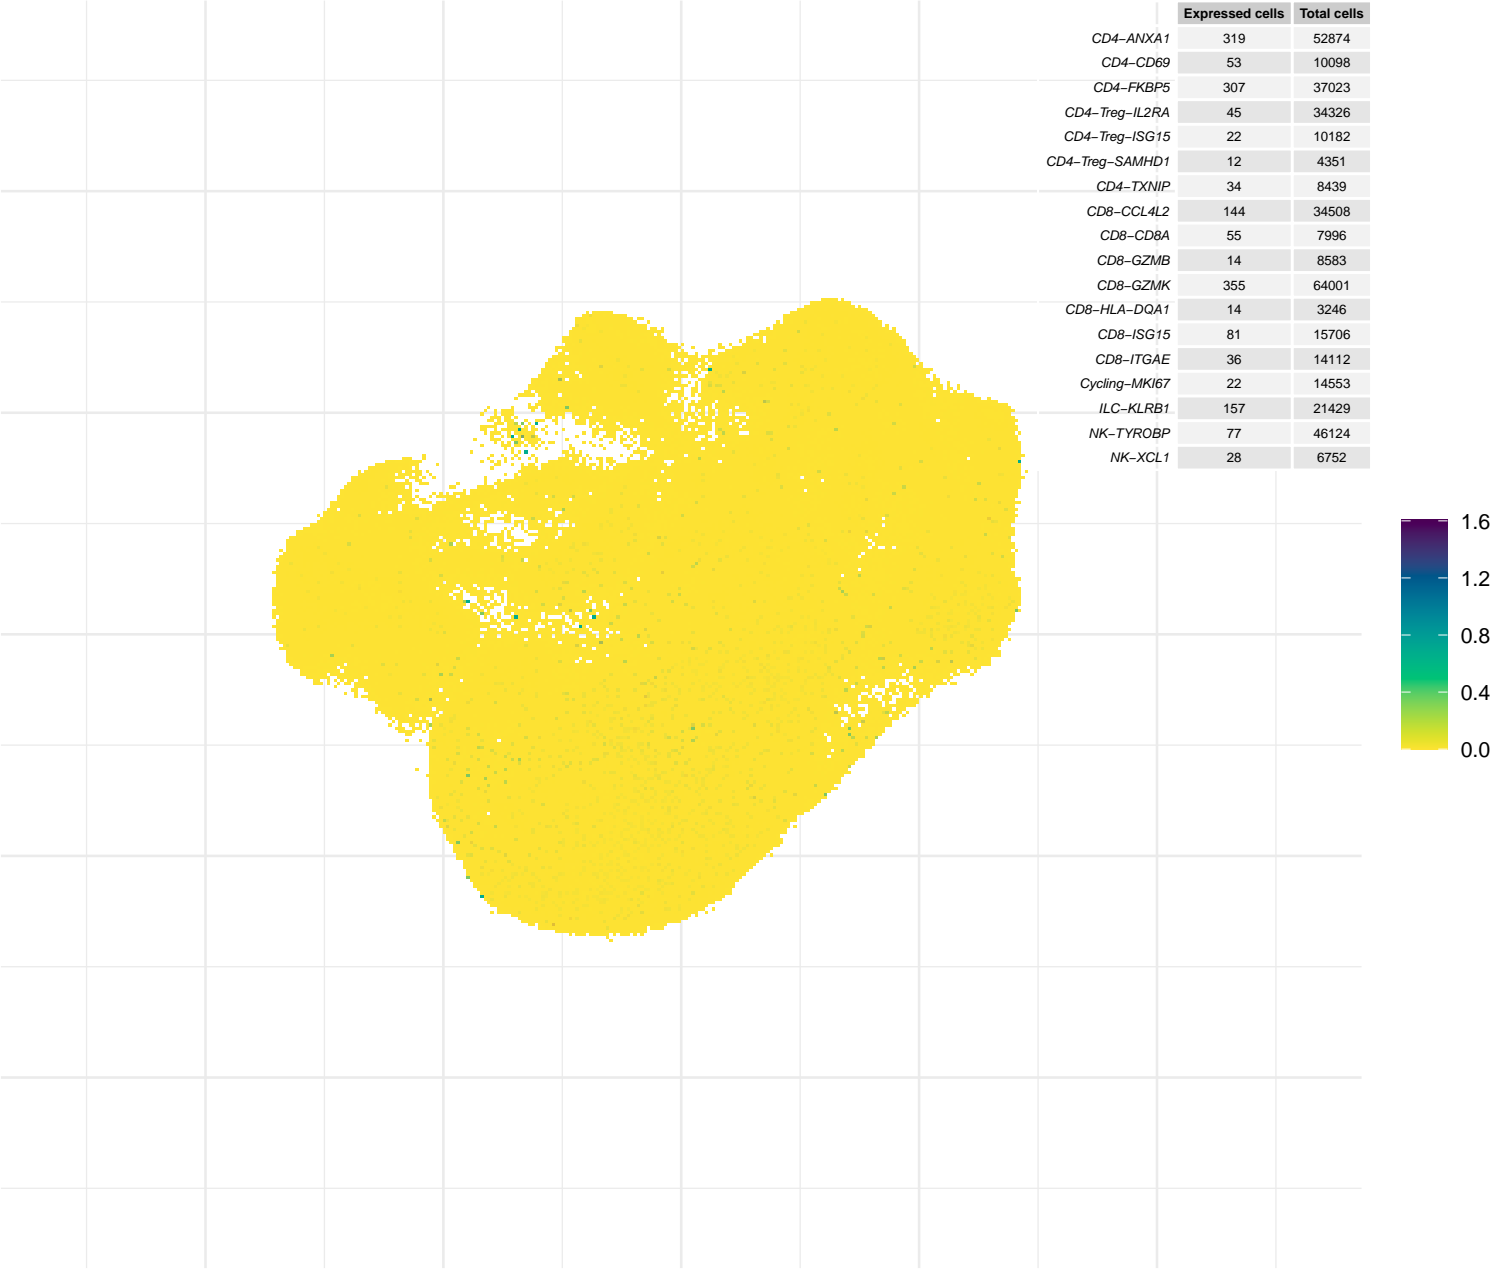 Expressed cells Total cells
CD4−ANXA1 319 52874
CD4−CD69 53 10098
CD4−FKBP5 307 37023
CD4−Treg−IL2RA 45 34326
CD4−Treg−ISG15 22 10182
CD4−Treg−SAMHD1 12 4351
CD4−TXNIP 34 8439
CD8−CCL4L2 144 34508
CD8−CD8A 55 7996
CD8−GZMB 14 8583
CD8−GZMK 355 64001
CD8−HLA−DQA1 14 3246
CD8−ISG15 81 15706
CD8−ITGAE 36 14112
Cycling−MKI67 22 14553
ILC−KLRB1 157 21429
NK−TYROBP 77 46124
NK−XCL1 28 6752
1.6
1.2
0.8
0.4
0.0